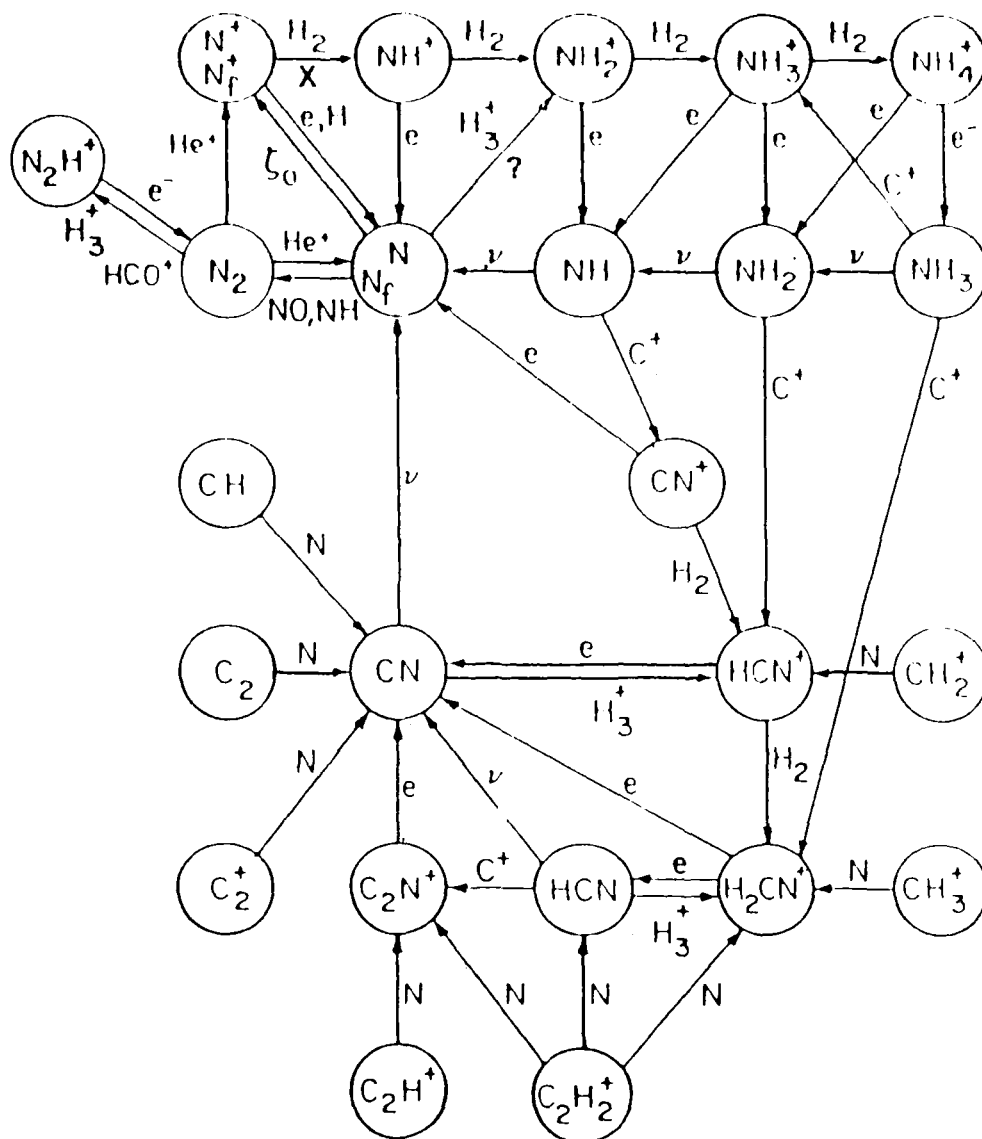 N⁺ H₂ NH⁺ H₂ NH₂⁺ H₂ NH₃⁺ H₂ NH₄⁺
N_f⁺ X
e,H e H₃⁺ e e e e e⁻
He⁺ ζ₀ ? C⁺
N₂H⁺ e⁻
H₃⁺
HCO⁺ N₂ He⁺ N ν NH ν NH₂ ν NH₃
NO,NH N_f
e C⁺ C⁺ C⁺
CH ν CN⁺
N H₂
C₂ N CN e HCN⁺ N CH₂⁺
H₃⁺
N e ν e H₂
C₂⁺ C₂N⁺ C⁺ HCN e H₂CN⁺ N CH₃⁺
H₃⁺
N N N N
C₂H⁺ C₂H₂⁺